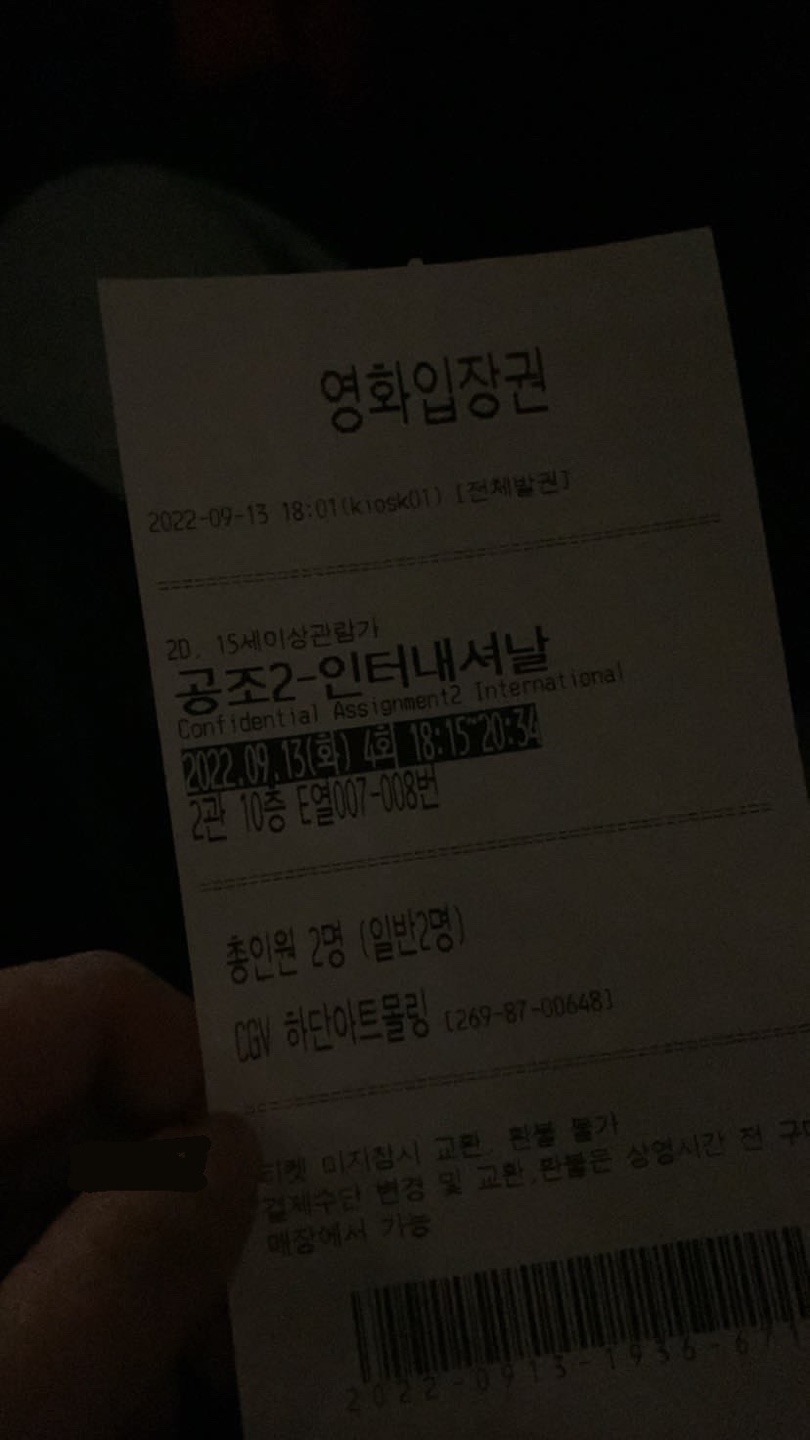 영화입장권
2022-09-13 18:01(kiosk01) [전체발권]
2D. 15세이상관람가
공조2-인터내셔날
Confidential Assignment2 International
2022.09.13(화) 4회 18:15~20:34
2관 10층 E열007-008번
총인원 2명 (일반2명)
CGV 하단아트몰링 [269-87-00648]
티켓 미지참시 교환, 환불 불가
결제수단 변경 및 교환,환불은 상영시간 전
매장에서 가능
2022-0913-1936-6